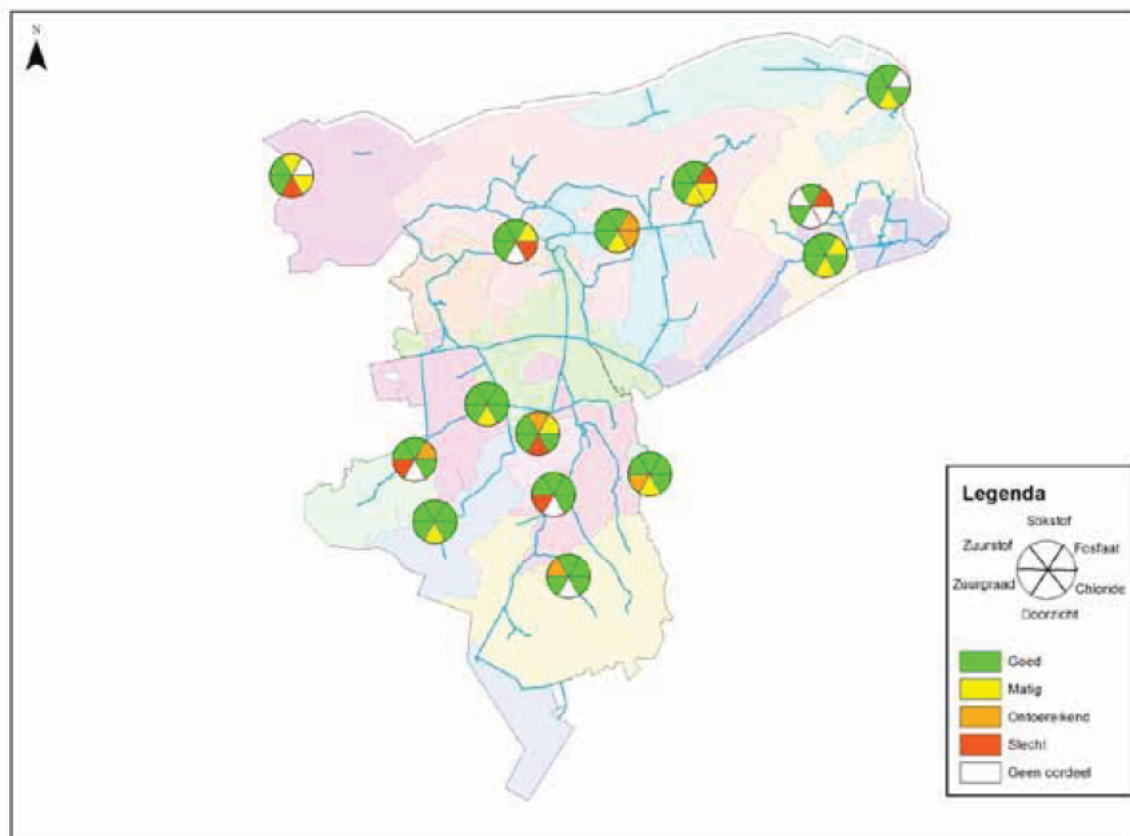 N
Legenda
Stikstof
Zuurstof
Fosfaat
Zuurgraad
Chloride
Doorzicht
Goed
Matig
Ontoereikend
Slecht
Geen oordeel